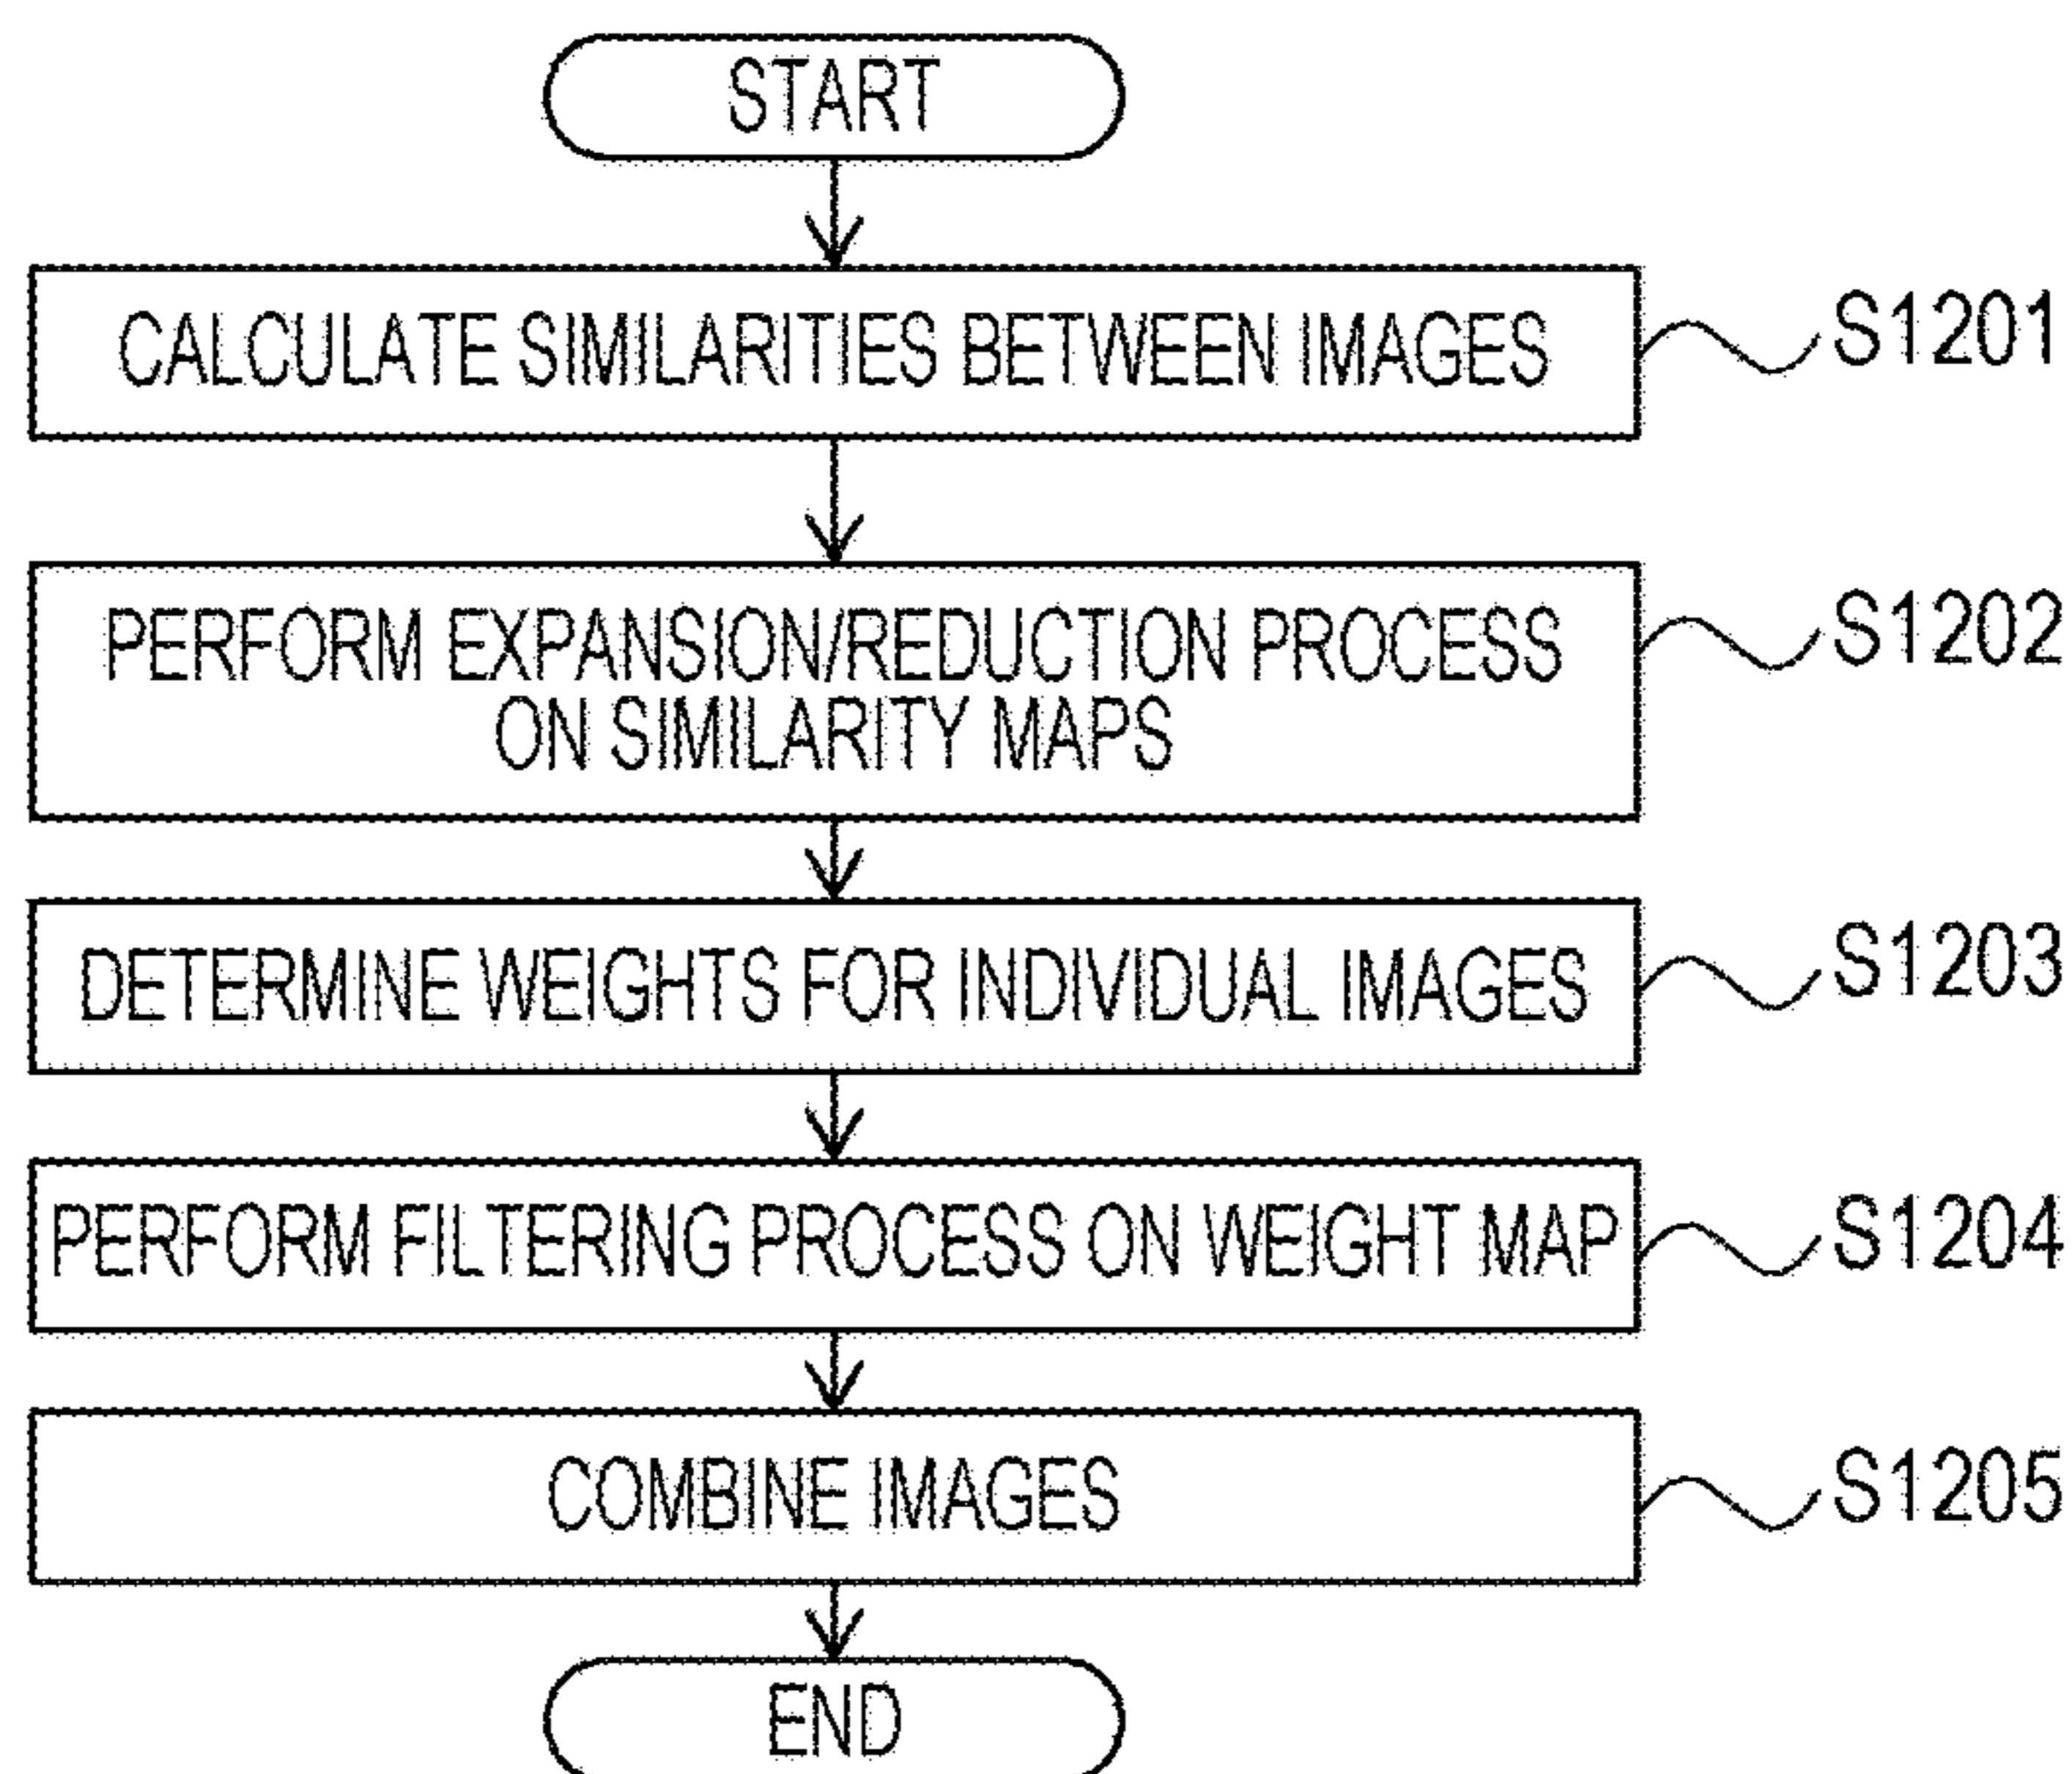 START
CALCULATE SIMILARITIES BETWEEN IMAGES
S1201
PERFORM EXPANSION/REDUCTION PROCESS
ON SIMILARITY MAPS
S1202
DETERMINE WEIGHTS FOR INDIVIDUAL IMAGES
S1203
PERFORM FILTERING PROCESS ON WEIGHT MAP
S1204
COMBINE IMAGES
S1205
END